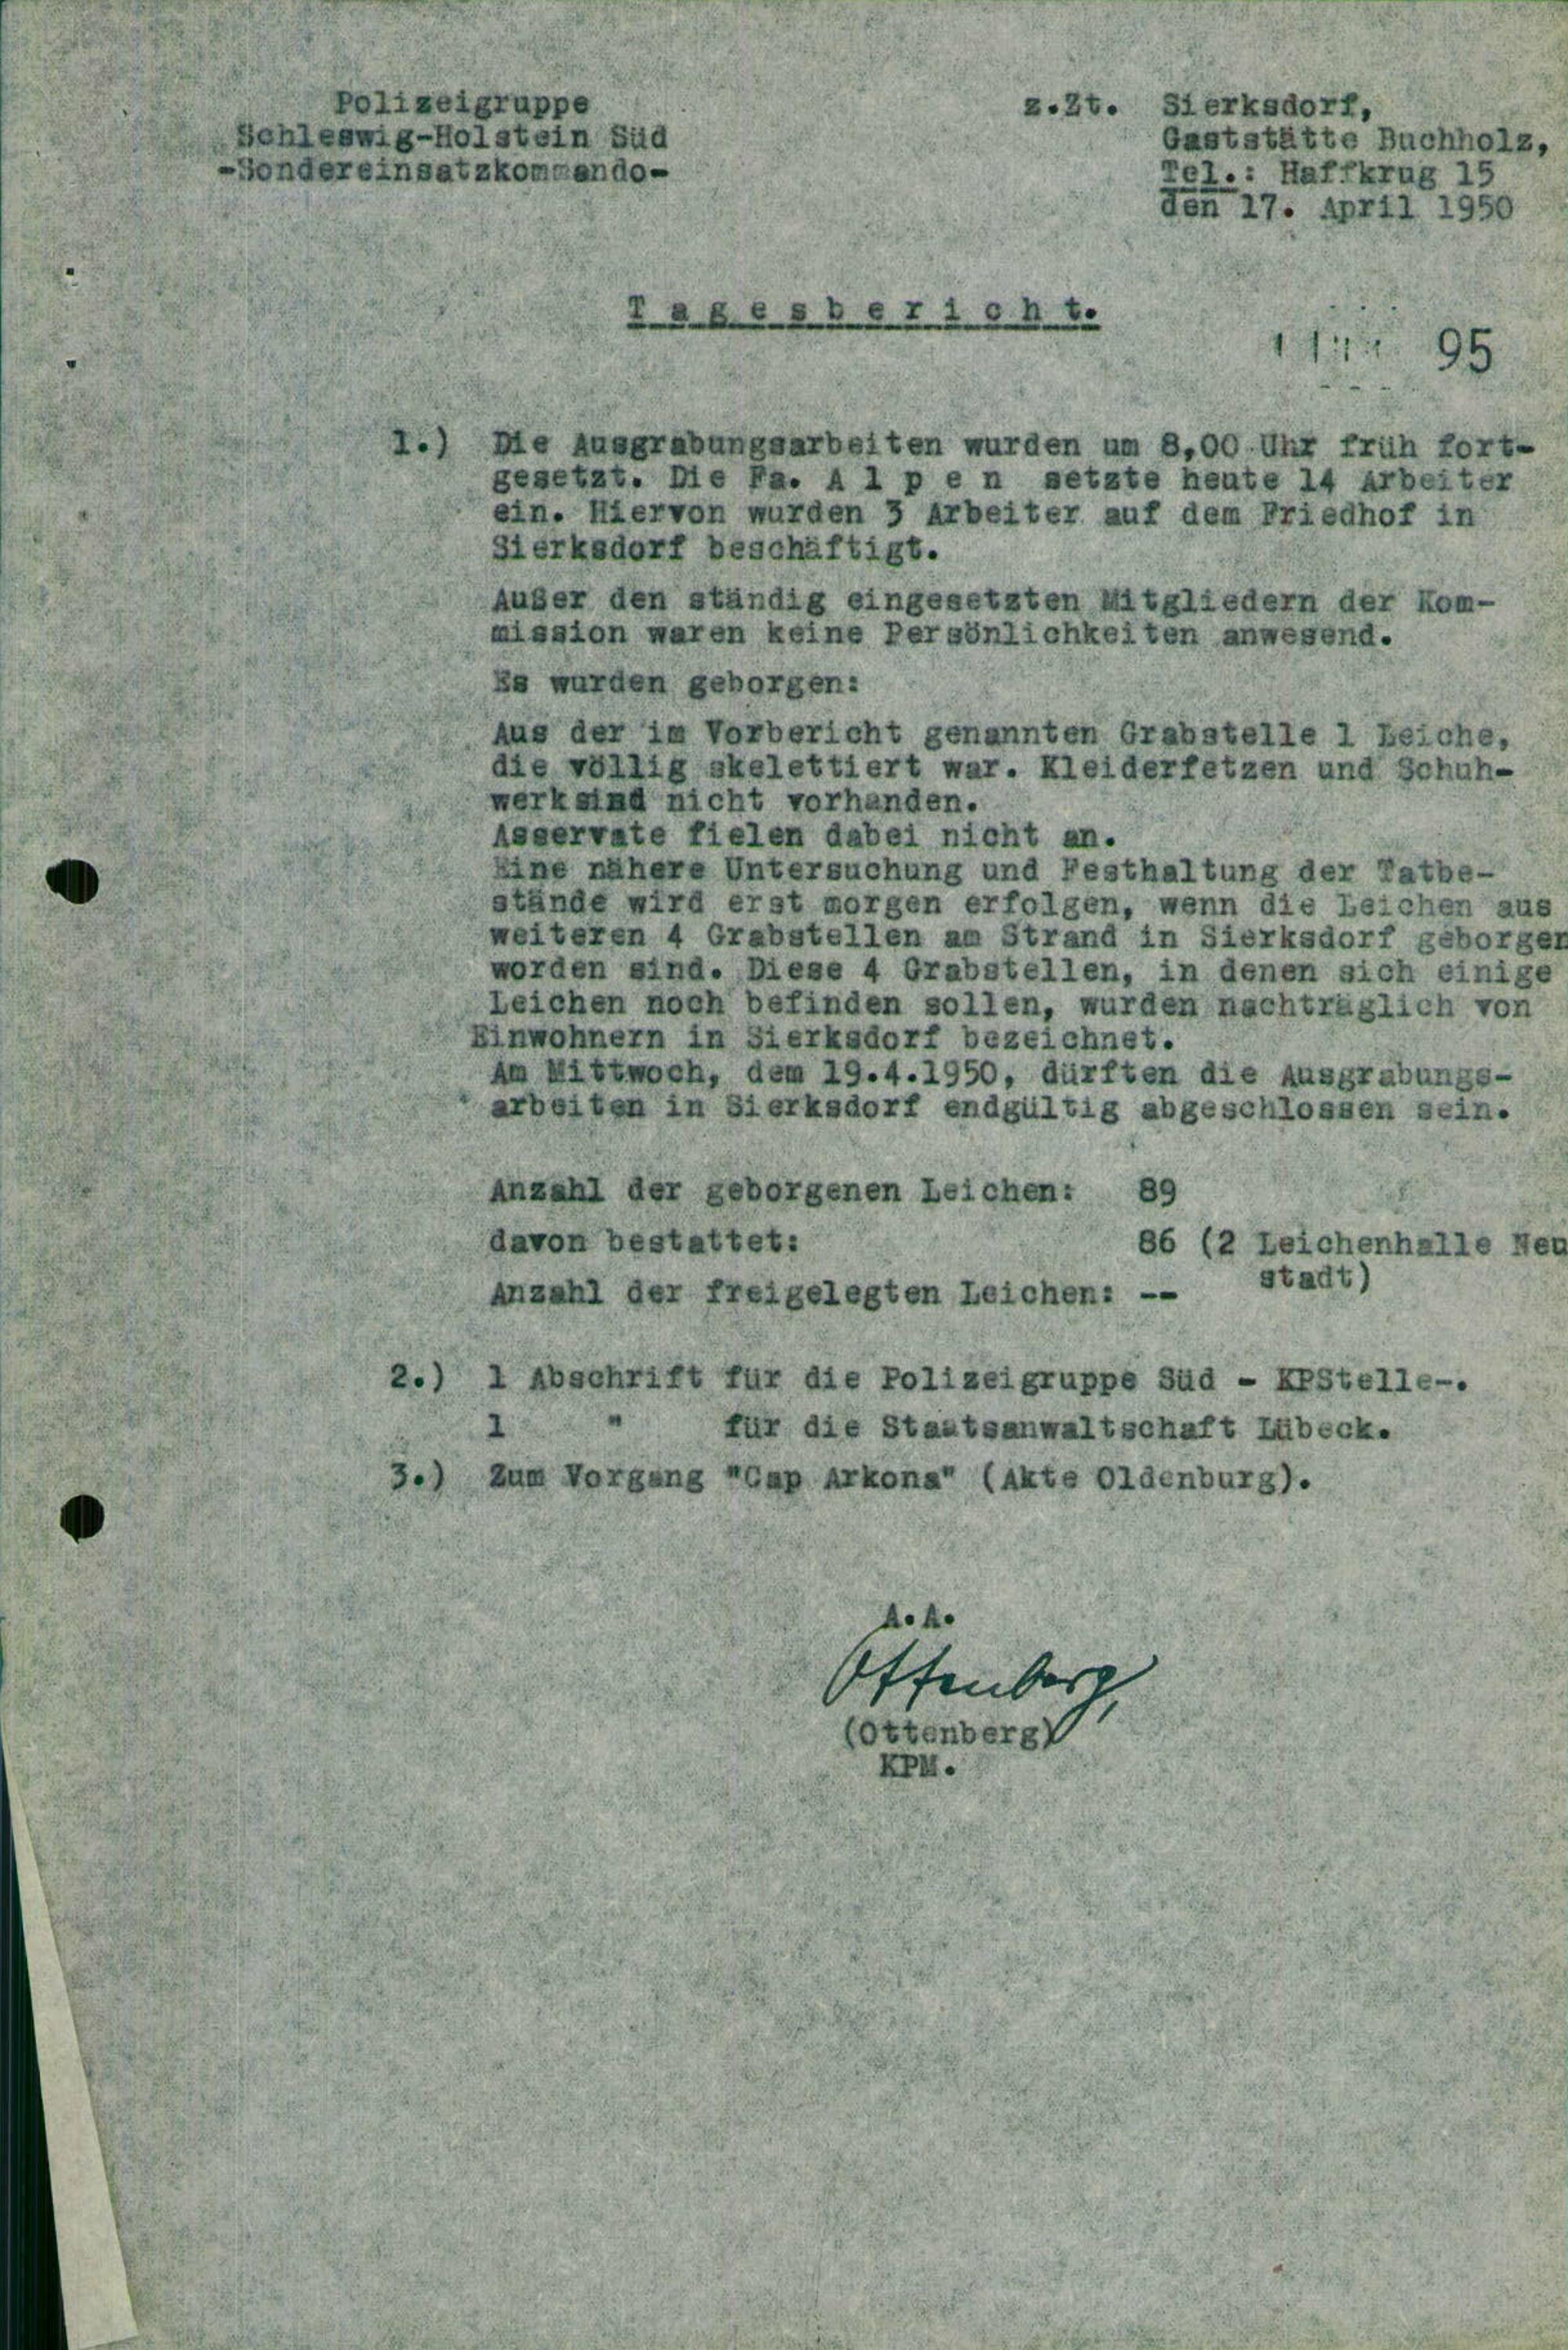 Polizeigruppe
Schleswig-Holstein Süd
-Sondereinsatzkommando-
z.Zt. Sierksdorf,
Gaststätte Buchholz,
Tel.: Haffkrug 15
den 17. April 1950
T a g e s b e r i c h t.
95
1.) Die Ausgrabungsarbeiten wurden um 8,00 Uhr früh fort-
gesetzt. Die Fa. A l p e n setzte heute 14 Arbeiter
ein. Hiervon wurden 3 Arbeiter auf dem Friedhof in
Sierksdorf beschäftigt.
Außer den ständig eingesetzten Mitgliedern der Kom-
mission waren keine Persönlichkeiten anwesend.
Es wurden geborgen:
Aus der im Vorbericht genannten Grabstelle 1 Leiche,
die völlig skelettiert war. Kleiderfetzen und Schuh-
werk sind nicht vorhanden.
Asservate fielen dabei nicht an.
Eine nähere Untersuchung und Festhaltung der Tatbe-
stände wird erst morgen erfolgen, wenn die Leichen aus
weiteren 4 Grabstellen am Strand in Sierksdorf geborgen
worden sind. Diese 4 Grabstellen, in denen sich einige
Leichen noch befinden sollen, wurden nachträglich von
Einwohnern in Sierksdorf bezeichnet.
Am Mittwoch, dem 19.4.1950, dürften die Ausgrabungs-
arbeiten in Sierksdorf endgültig abgeschlossen sein.
Anzahl der geborgenen Leichen: 89
davon bestattet: 86 (2 Leichenhalle Neu
stadt)
Anzahl der freigelegten Leichen: --
2.) 1 Abschrift für die Polizeigruppe Süd - KPStelle-.
1 " für die Staatsanwaltschaft Lübeck.
3.) Zum Vorgang "Cap Arkona" (Akte Oldenburg).
A.A.
Ottenberg
(Ottenberg)
KPM.